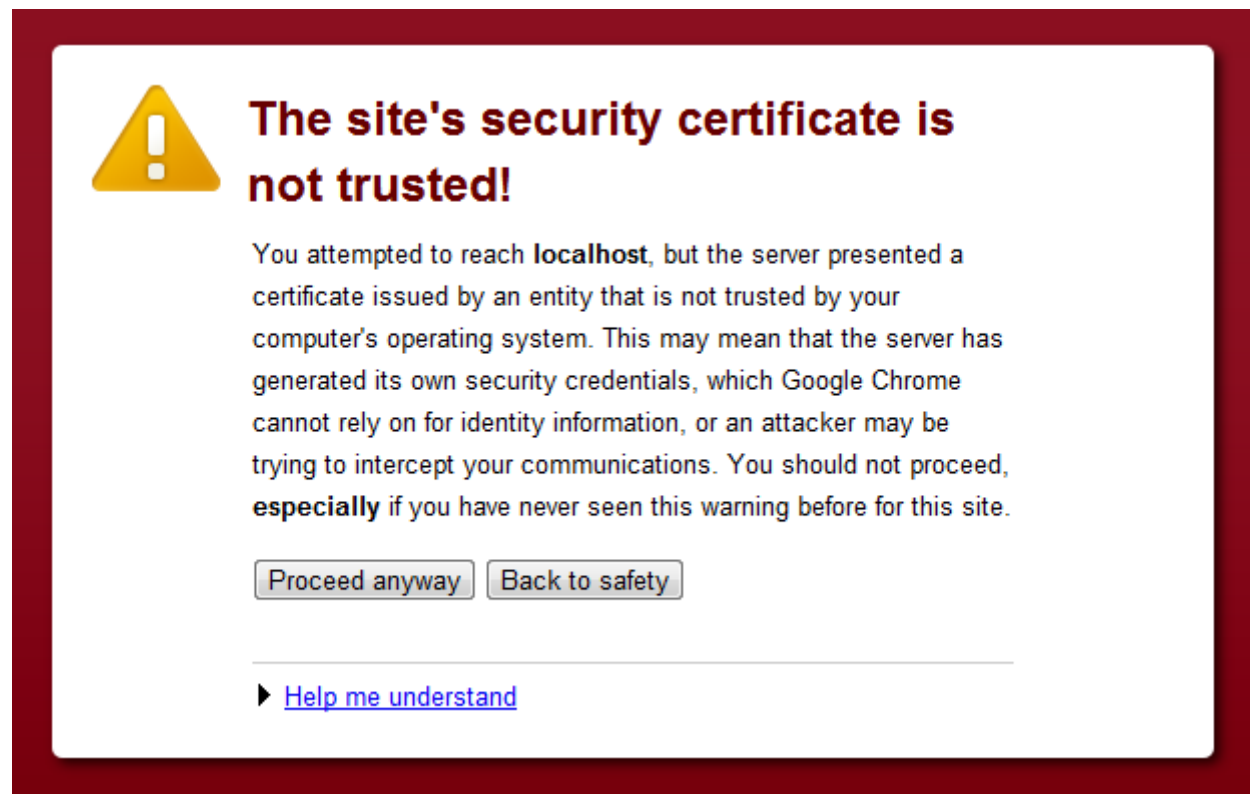 The site's security certificate is
not trusted!
You attempted to reach localhost, but the server presented a
certificate issued by an entity that is not trusted by your
computer's operating system. This may mean that the server has
generated its own security credentials, which Google Chrome
cannot rely on for identity information, or an attacker may be
trying to intercept your communications. You should not proceed,
especially if you have never seen this warning before for this site.
Proceed anyway Back to safety
Help me understand